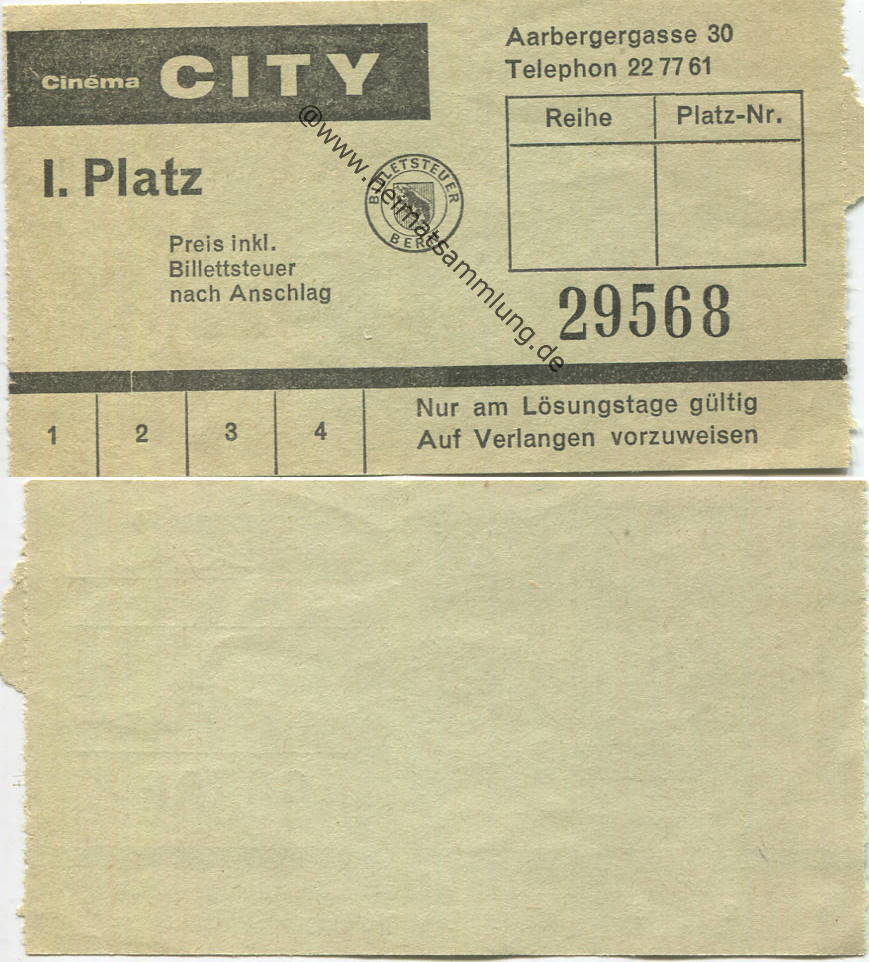 Cinéma CITY
Aarbergergasse 30
Telephon 22 77 61
Reihe Platz-Nr.
I. Platz
BILLETSTEUER
BERN
Preis inkl.
Billettsteuer
nach Anschlag
29568
1 2 3 4
Nur am Lösungstage gültig
Auf Verlangen vorzuweisen
@www.heimatsammlung.de